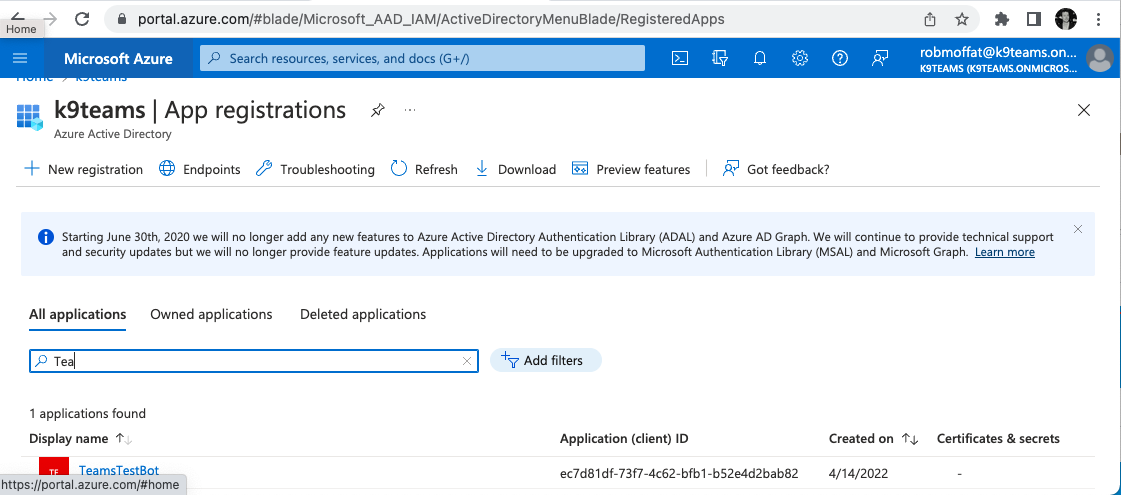 portal.azure.com/#blade/Microsoft_AAD_IAM/ActiveDirectoryMenuBlade/RegisteredApps
Home
Microsoft Azure
Search resources, services, and docs (G+/)
robmoffat@k9teams.on...
K9TEAMS (K9TEAMS.ONMICROS...
Home > k9teams
k9teams | App registrations
...
Azure Active Directory
New registration
Endpoints
Troubleshooting
Refresh
Download
Preview features
Got feedback?
Starting June 30th, 2020 we will no longer add any new features to Azure Active Directory Authentication Library (ADAL) and Azure AD Graph. We will continue to provide technical support
and security updates but we will no longer provide feature updates. Applications will need to be upgraded to Microsoft Authentication Library (MSAL) and Microsoft Graph. Learn more
All applications
Owned applications
Deleted applications
Tea
Add filters
1 applications found
Display name
Application (client) ID
Created on
Certificates & secrets
TE
TeamsTestBot
ec7d81df-73f7-4c62-bfb1-b52e4d2bab82
4/14/2022
-
https://portal.azure.com/#home